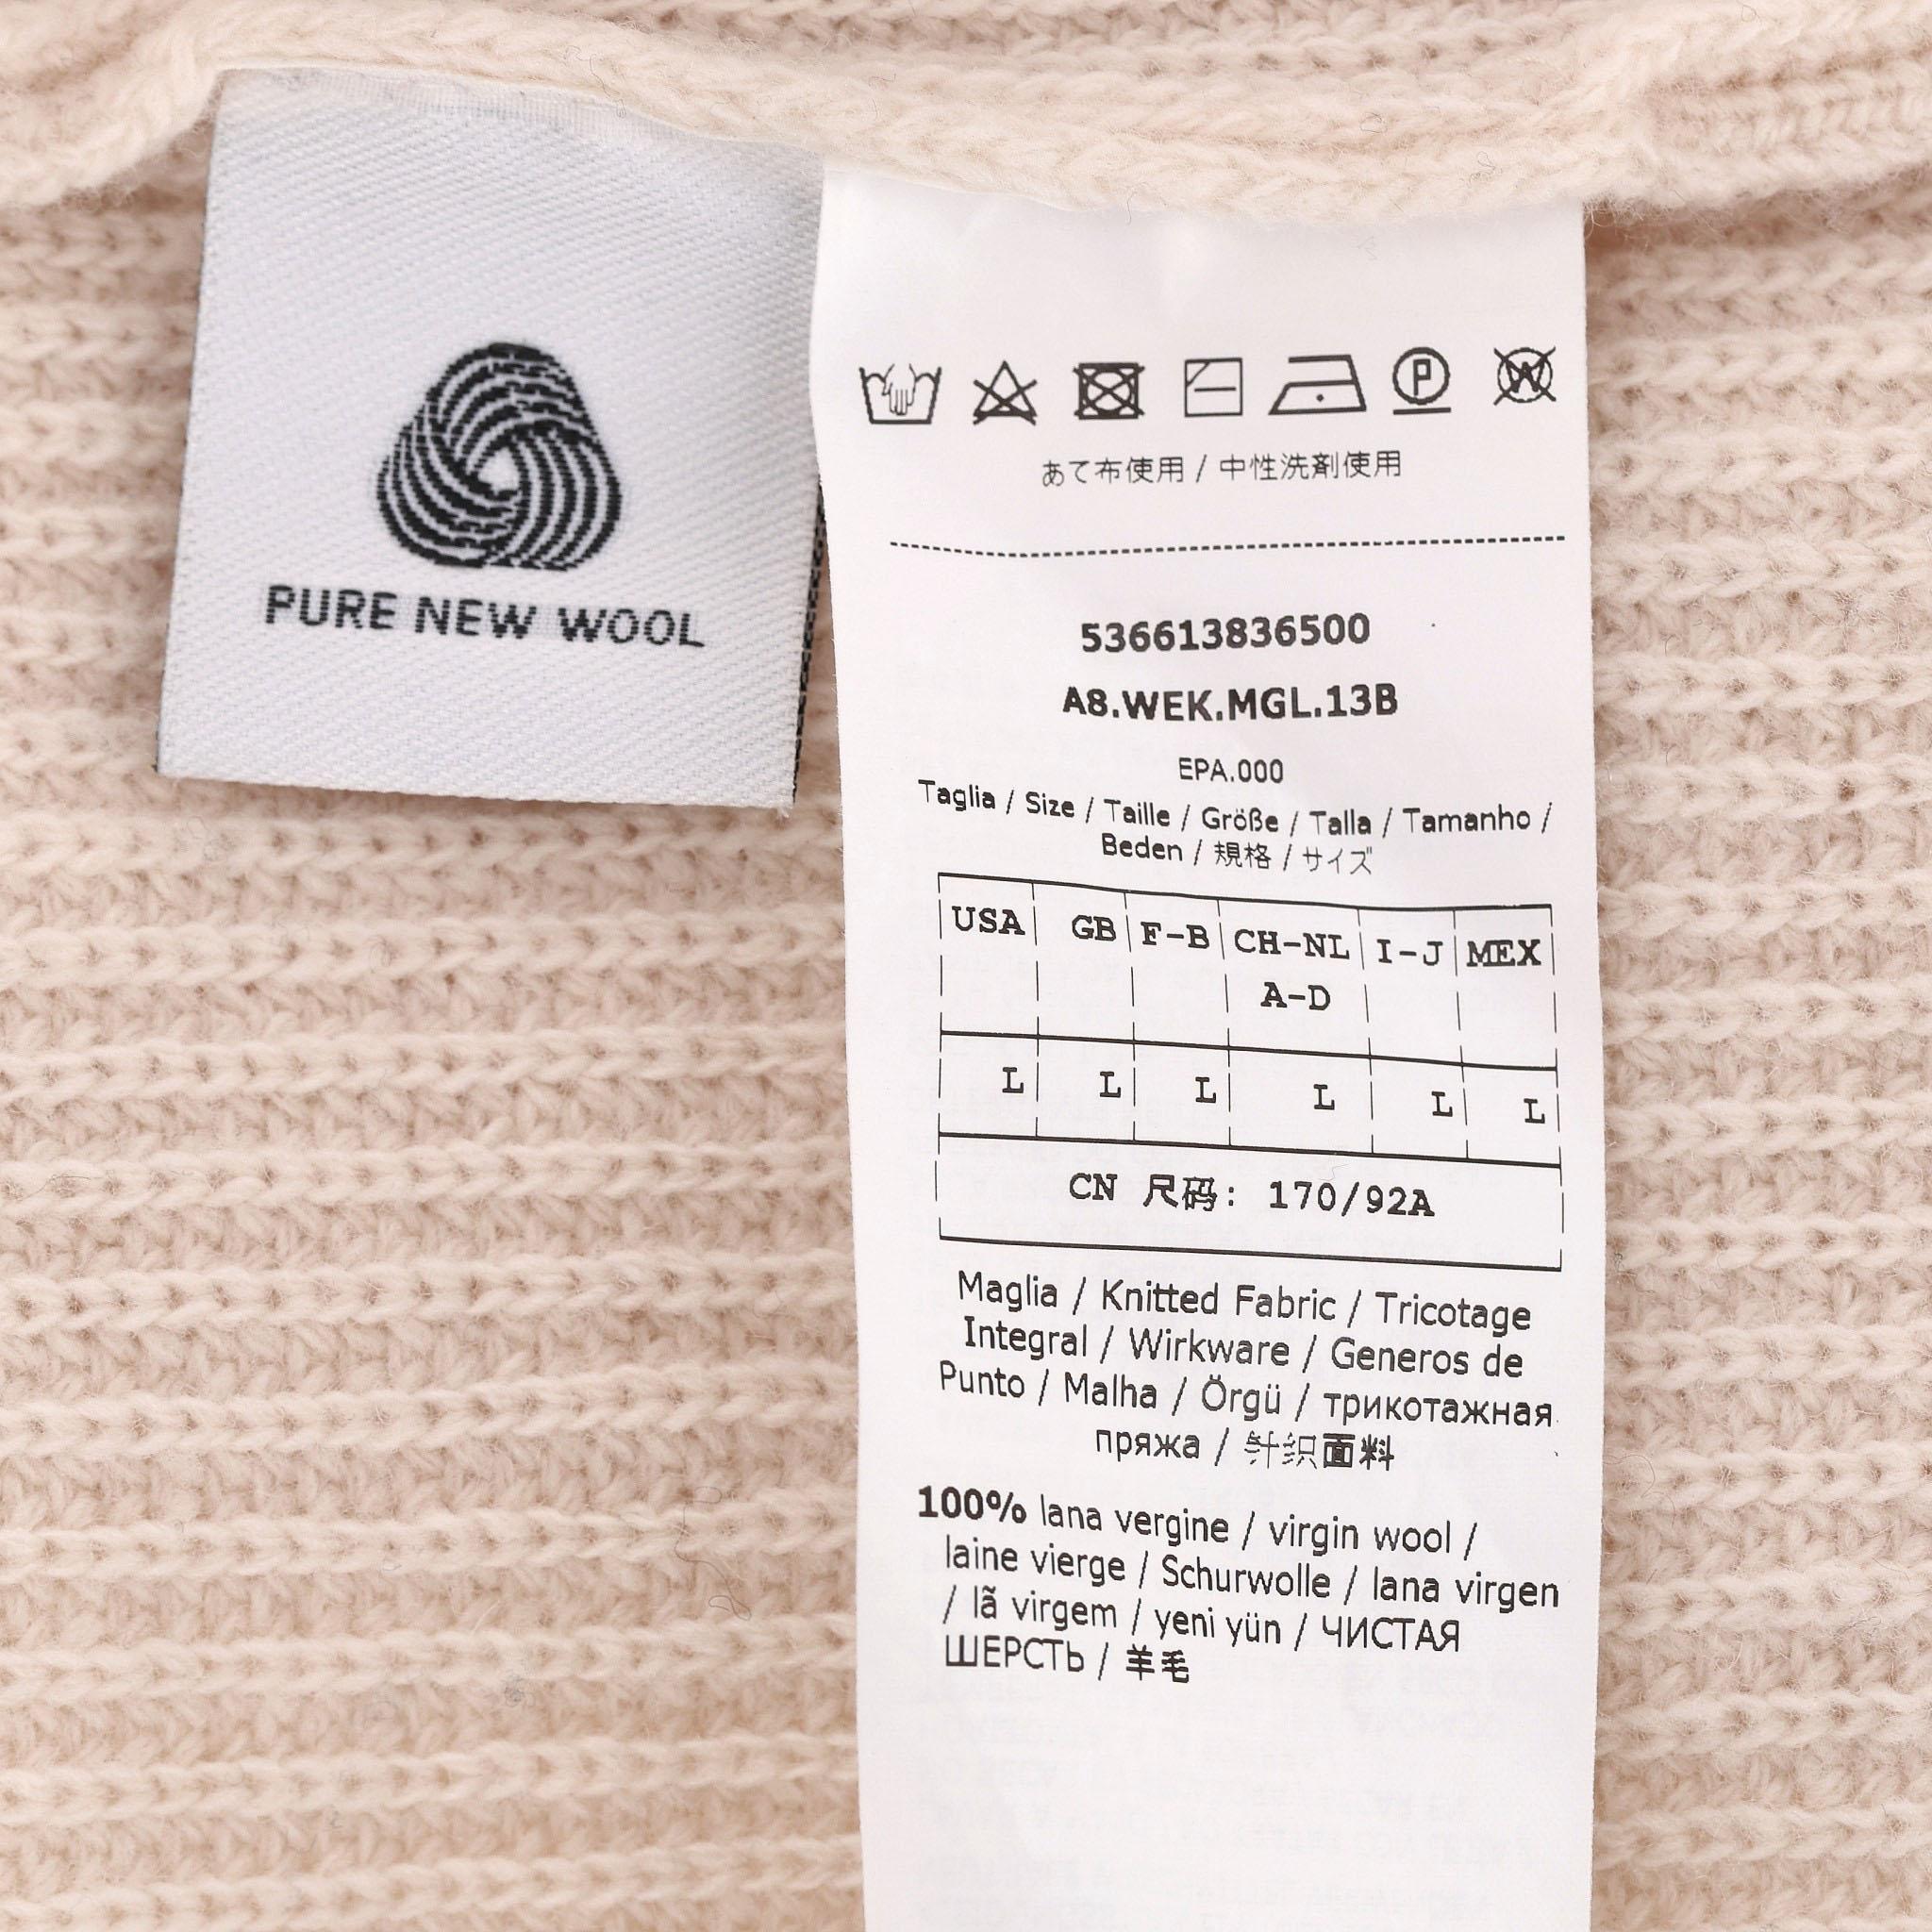 PURE NEW WOOL
P
W
あて布使用 / 中性洗剤使用
536613836500
A8.WEK.MGL.13B
EPA.000
Taglia / Size / Taille / Größe / Talla / Tamanho /
Beden / 規格 / サイズ
USA GB F-B CH-NL I-J MEX
A-D
L L L L L L
CN 尺码: 170/92A
Maglia / Knitted Fabric / Tricotage
Integral / Wirkware / Generos de
Punto / Malha / Örgü / трикотажная
пряжа / 针织面料
100% lana vergine / virgin wool /
laine vierge / Schurwolle / lana virgen
/ lã virgem / yeni yün / ЧИСТАЯ
ШЕРСТЬ / 羊毛